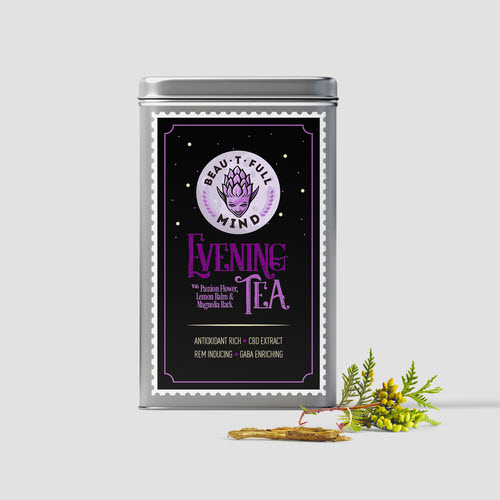 BEAU·T·FULL
MIND
EVENING
TEA
With Passion Flower,
Lemon Balm &
Magnolia Bark
ANTIOXIDANT RICH CBD EXTRACT
REM INDUCING GABA ENRICHING